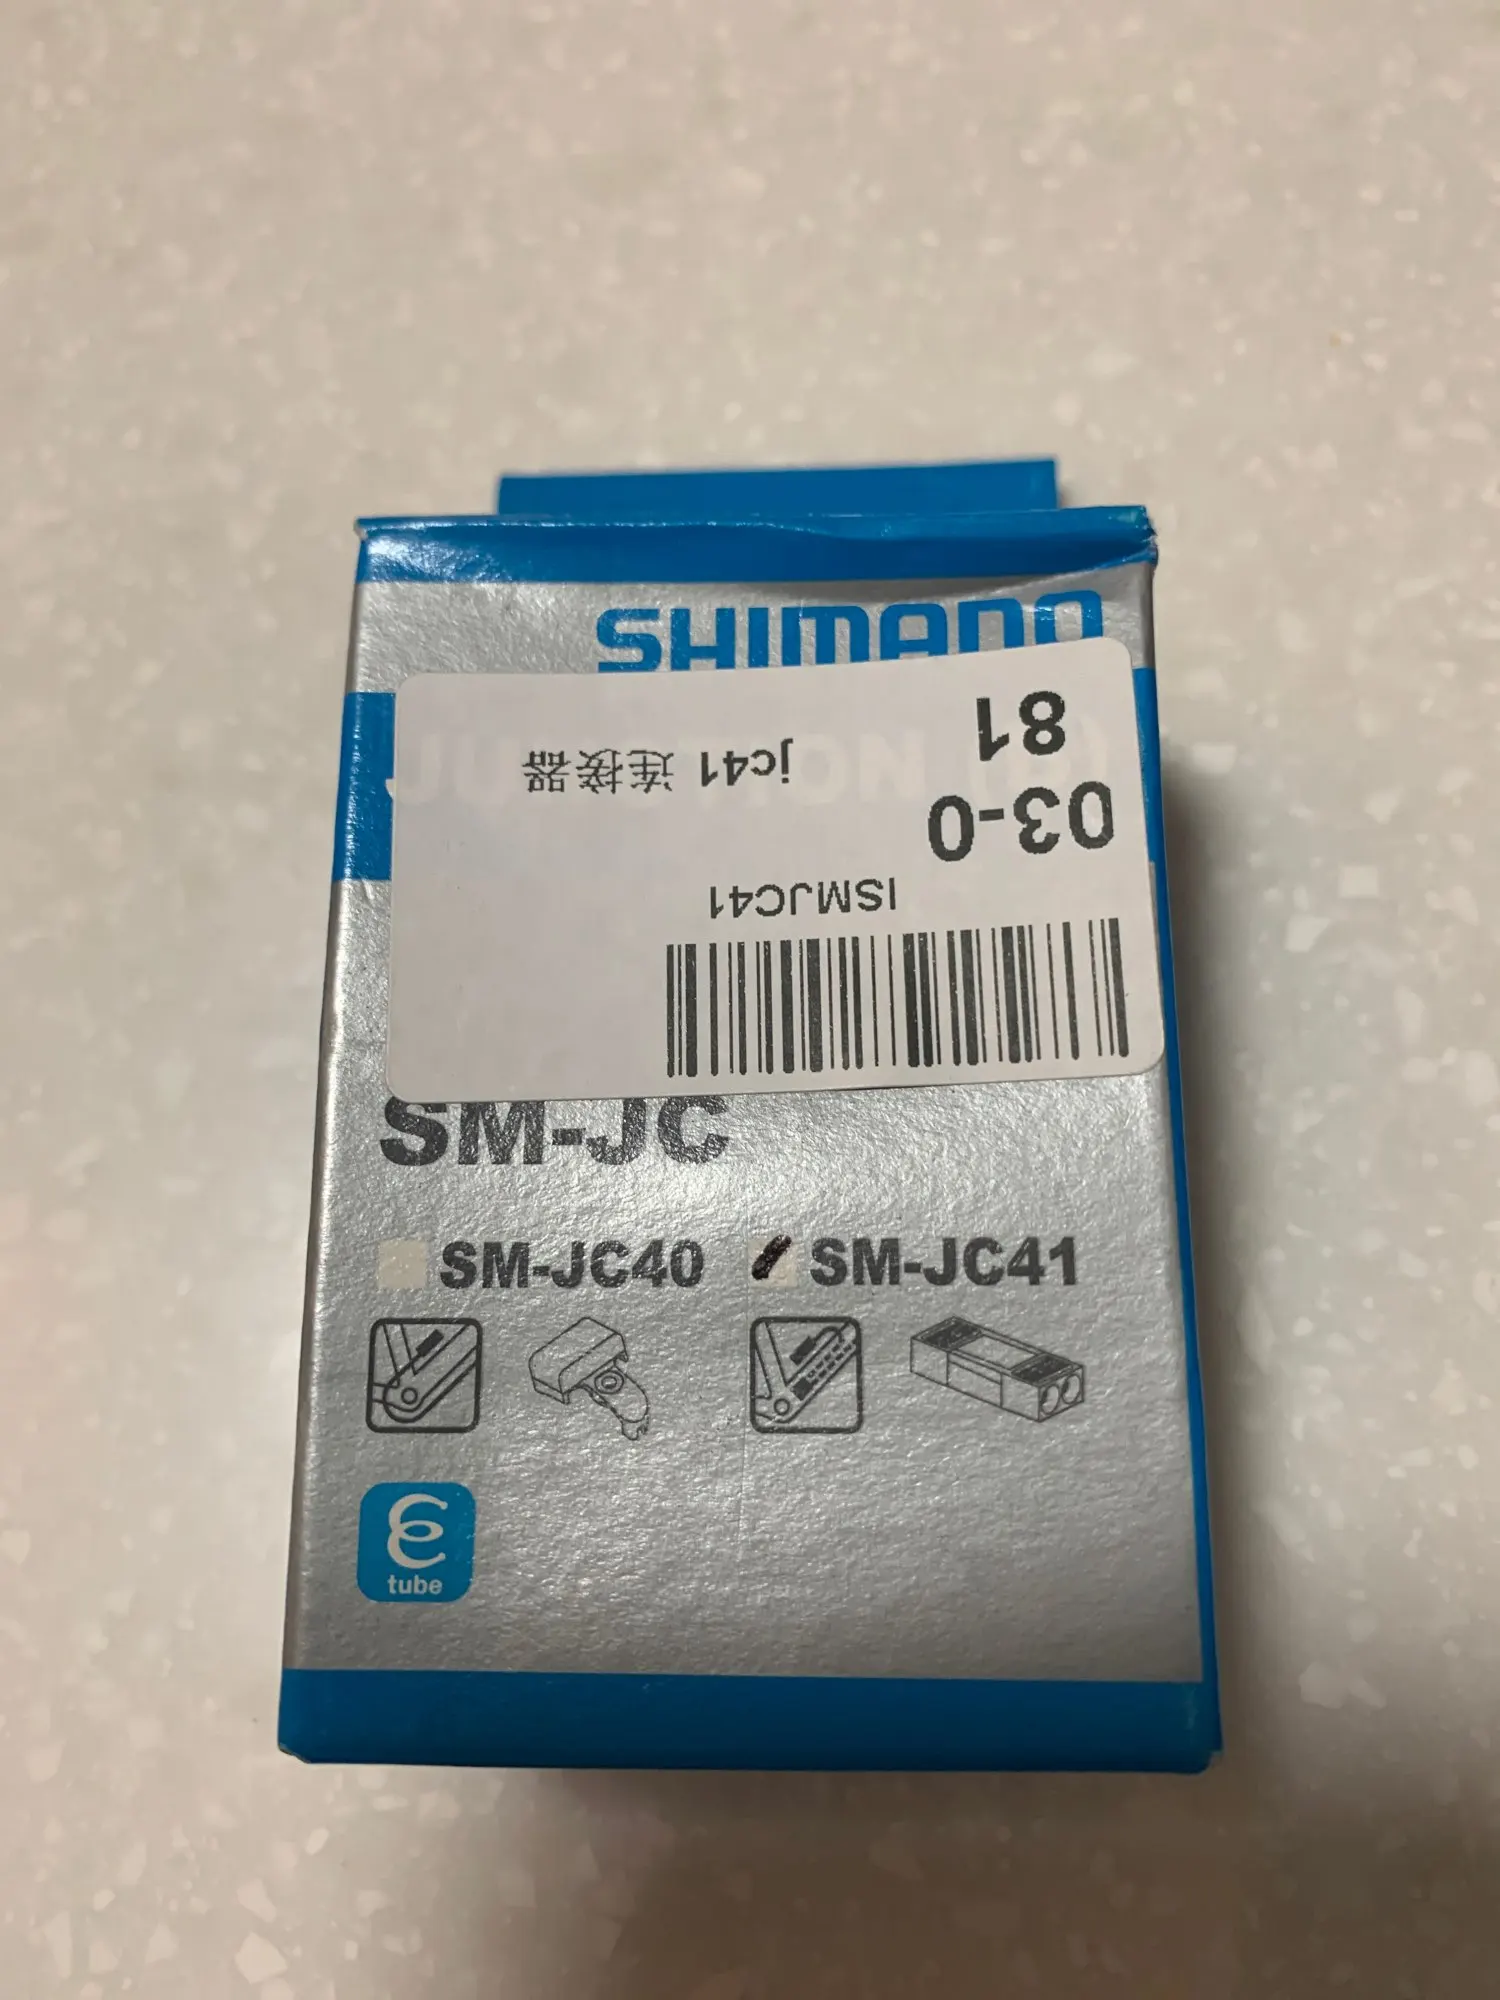 SHIMANO
jc41 连接器
03-0
81
ISMJC41
SM-JC
SM-JC40
SM-JC41
e
tube